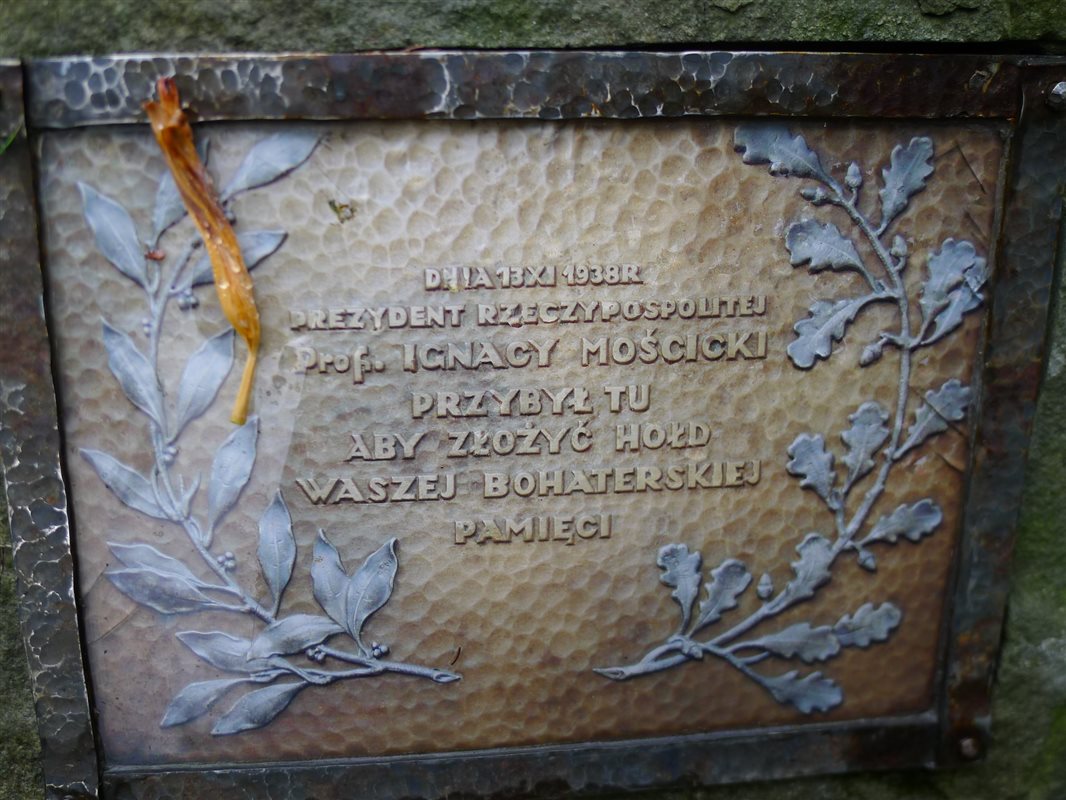 DNIA 13 XI 1938 R
PREZYDENT RZECZYPOSPOLITEJ
Prof. IGNACY MOŚCICKI
PRZYBYŁ TU
ABY ZŁOŻYĆ HOŁD
WASZEJ BOHATERSKIEJ
PAMIĘCI